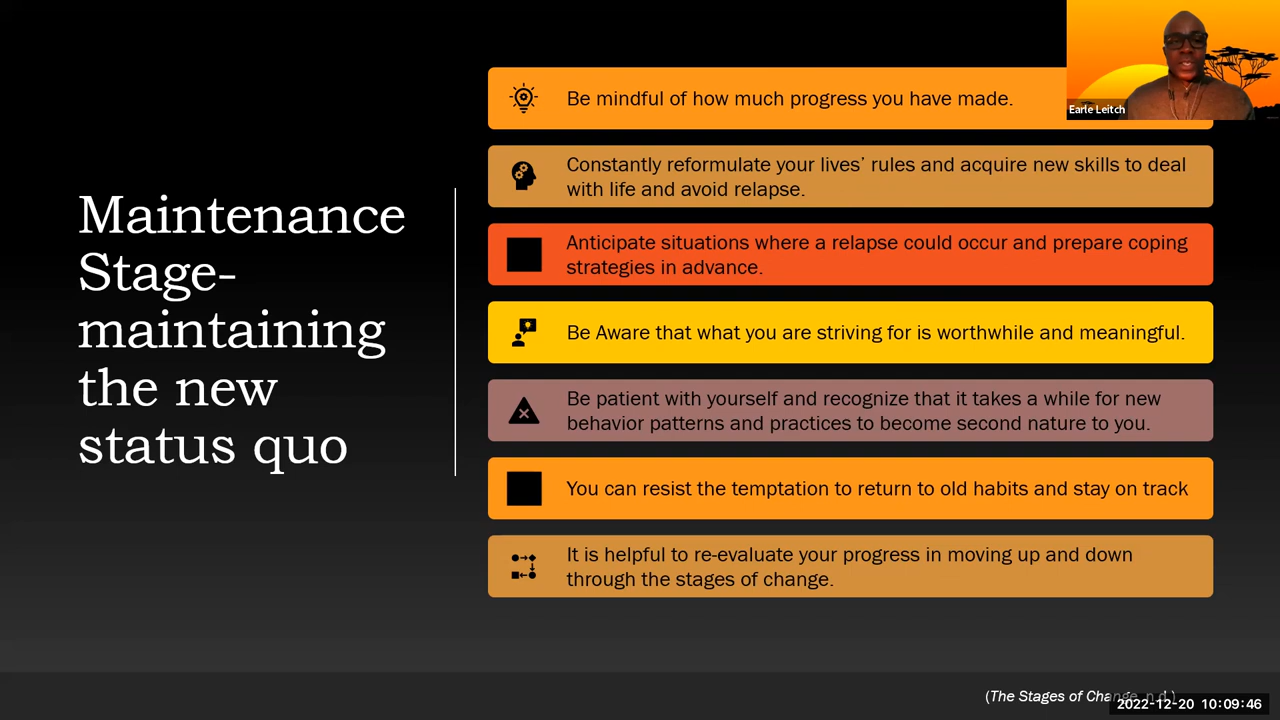 Maintenance
Stage-
maintaining
the new
status quo
Be mindful of how much progress you have made.
Constantly reformulate your lives’ rules and acquire new skills to deal
with life and avoid relapse.
Anticipate situations where a relapse could occur and prepare coping
strategies in advance.
Be Aware that what you are striving for is worthwhile and meaningful.
Be patient with yourself and recognize that it takes a while for new
behavior patterns and practices to become second nature to you.
You can resist the temptation to return to old habits and stay on track
It is helpful to re-evaluate your progress in moving up and down
through the stages of change.
Earle Leitch
(The Stages of Change, n.d.)
2022-12-20 10:09:46